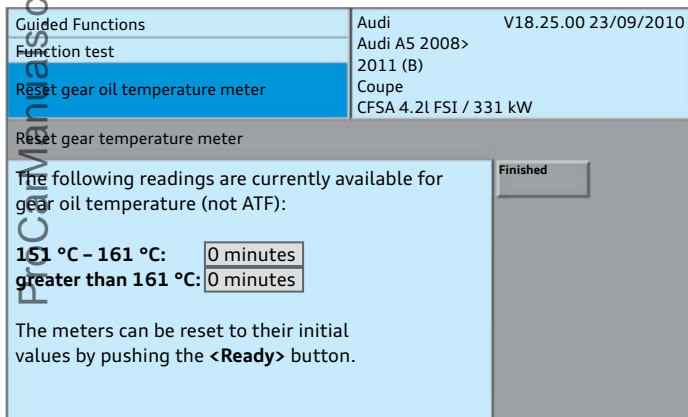 Guided Functions
Function test
Reset gear oil temperature meter
Audi V18.25.00 23/09/2010
Audi A5 2008>
2011 (B)
Coupe
CFSA 4.2l FSI / 331 kW
Reset gear temperature meter
The following readings are currently available for
gear oil temperature (not ATF):
151 °C – 161 °C: 0 minutes
greater than 161 °C: 0 minutes
The meters can be reset to their initial
values by pushing the <Ready> button.
Finished
ProCarManuals.c